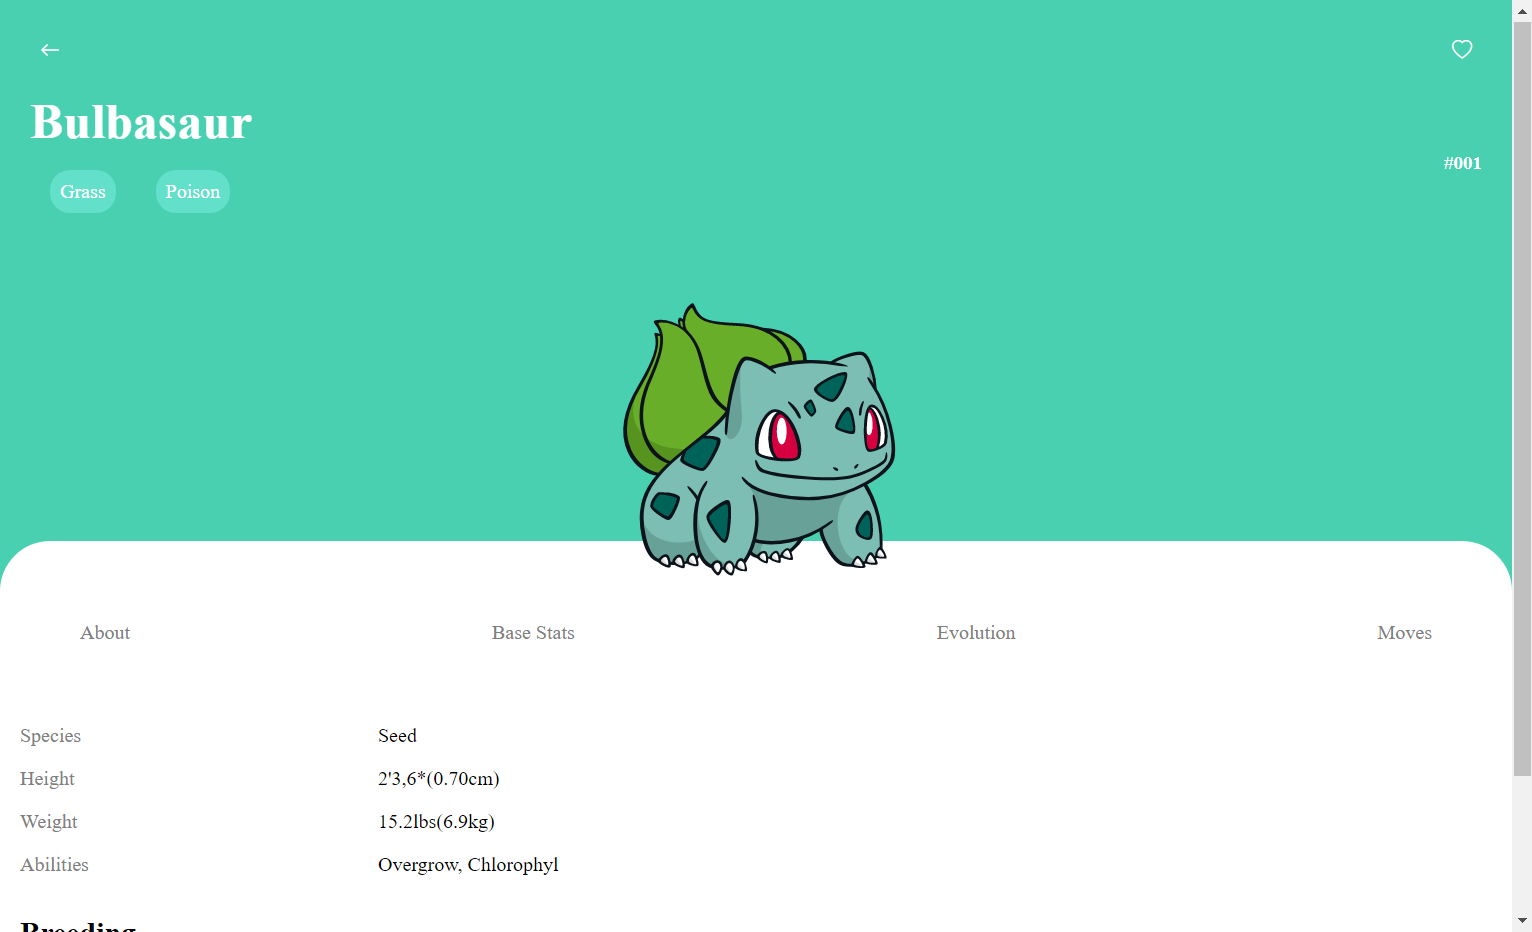 Bulbasaur
#001
Grass Poison
About Base Stats Evolution Moves
Species Seed
Height 2'3,6*(0.70cm)
Weight 15.2lbs(6.9kg)
Abilities Overgrow, Chlorophyl
Breeding